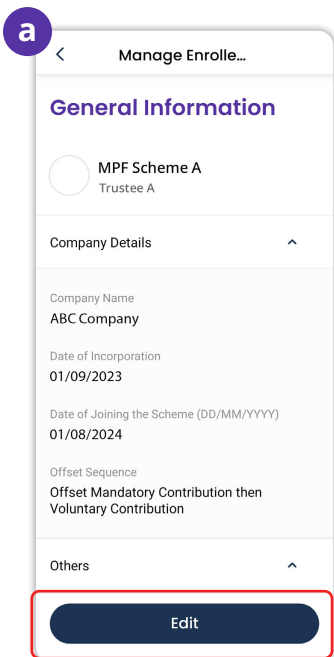 a
Manage Enrolle...
General Information
MPF Scheme A
Trustee A
Company Details
Company Name
ABC Company
Date of Incorporation
01/09/2023
Date of Joining the Scheme (DD/MM/YYYY)
01/08/2024
Offset Sequence
Offset Mandatory Contribution then
Voluntary Contribution
Others
Edit